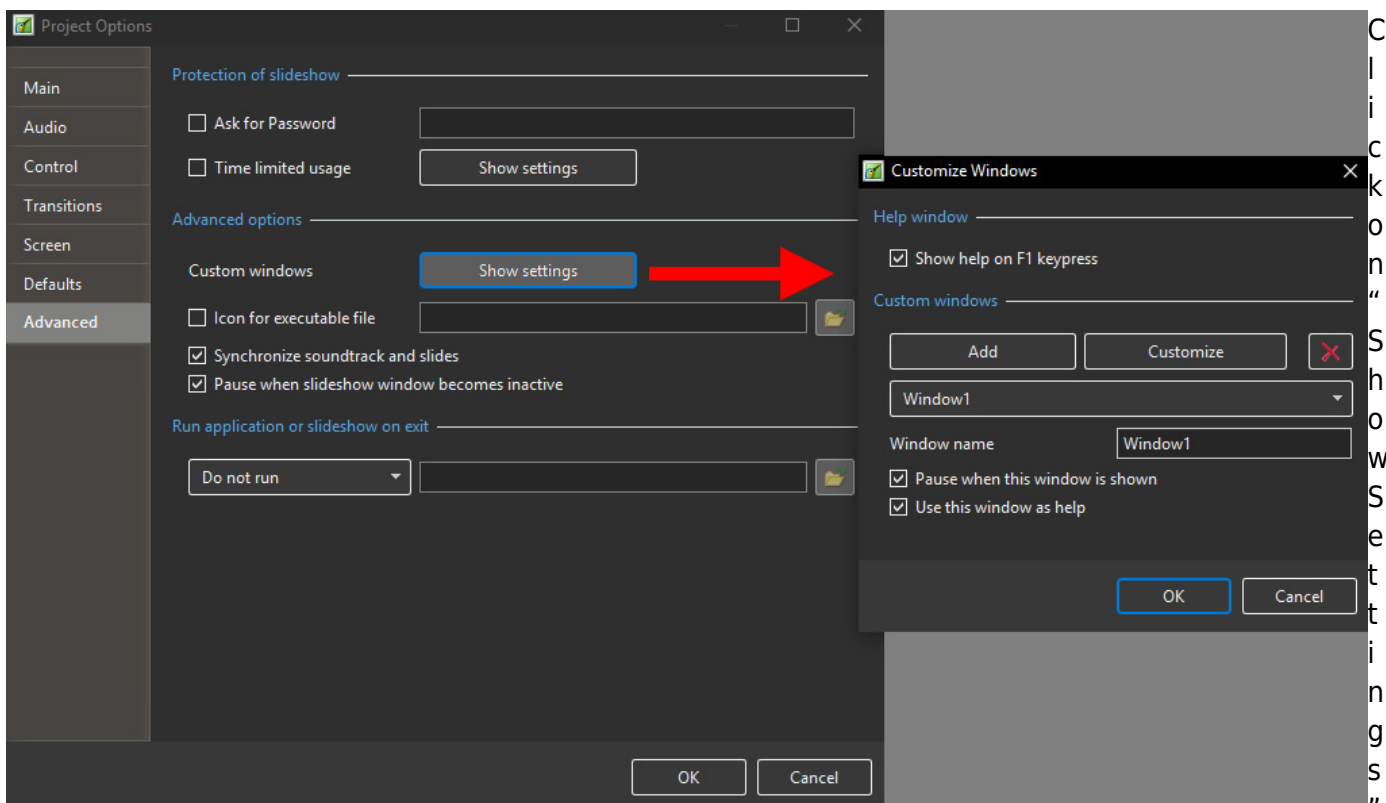 Project Options
Main
Audio
Control
Transitions
Screen
Defaults
Advanced
Protection of slideshow
Ask for Password
Time limited usage
Show settings
Advanced options
Custom windows
Show settings
Icon for executable file
Synchronize soundtrack and slides
Pause when slideshow window becomes inactive
Run application or slideshow on exit
Do not run
OK
Cancel
Customize Windows
Help window
Show help on F1 keypress
Custom windows
Add
Customize
Window1
Window name
Window1
Pause when this window is shown
Use this window as help
OK
Cancel
C
l
i
c
k
o
n
“
S
h
o
w
S
e
t
t
i
n
g
s
”